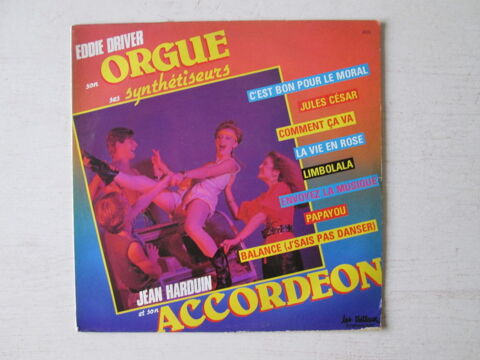 EDDIE DRIVER
son ORGUE
ses synthétiseurs
C'EST BON POUR LE MORAL
JULES CÉSAR
COMMENT ÇA VA
LA VIE EN ROSE
LIMBOLALA
ENVOYEZ LA MUSIQUE
PAPAYOU
BALANCE (J'SAIS PAS DANSER)
JEAN HARDUIN
et son ACCORDEON